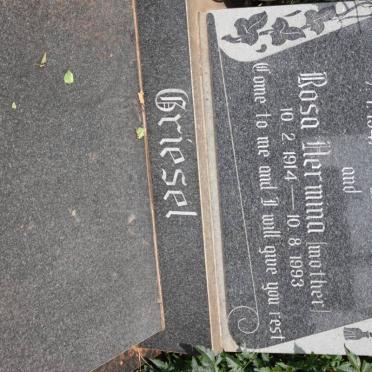 and
Rosa Hermina (mother)
10. 2. 1914 — 10. 8. 1993
Come to me and I will give you rest
Griesel